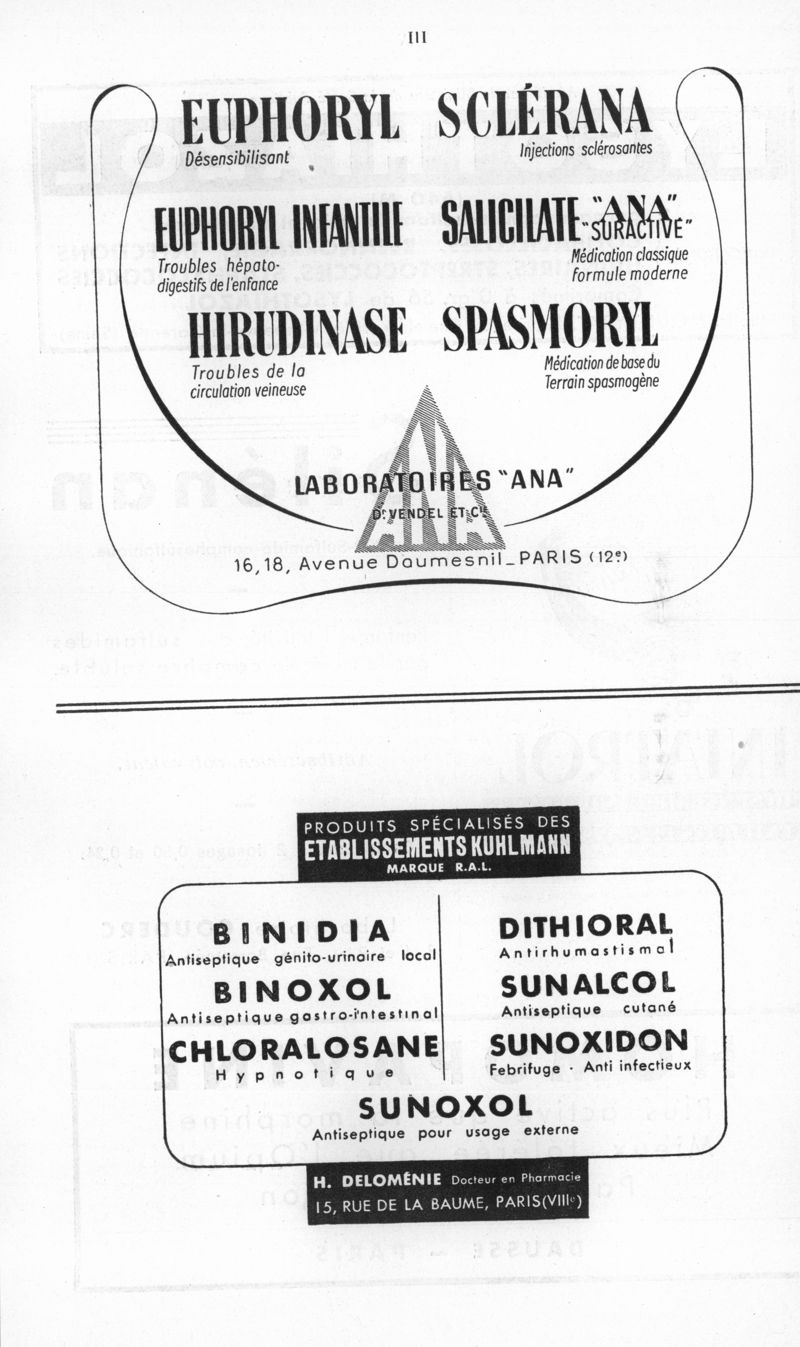 III
EUPHORYL
Désensibilisant
SCLÉRANA
Injections sclérosantes
EUPHORYL INFANTILE
Troubles hépato-
digestifs de l'enfance
SALICILATE "ANA"
"SURACTIVÉ"
Médication classique
formule moderne
HIRUDINASE
Troubles de la
circulation veineuse
SPASMORYL
Médication de base du
Terrain spasmogène
ANA
LABORATOIRES "ANA"
Dr VENDEL ET Cie
16,18, Avenue Daumesnil_PARIS (12e)
PRODUITS SPÉCIALISÉS DES
ETABLISSEMENTS KUHLMANN
MARQUE R.A.L.
BINIDIA
Antiseptique génito-urinaire local
BINOXOL
Antiseptique gastro-intestinal
CHLORALOSANE
Hypnotique
DITHIORAL
Antirhumastismal
SUNALCOL
Antiseptique cutané
SUNOXIDON
Febrifuge - Anti infectieux
SUNOXOL
Antiseptique pour usage externe
H. DELOMÉNIE Docteur en Pharmacie
15, RUE DE LA BAUME, PARIS(VIIIe)